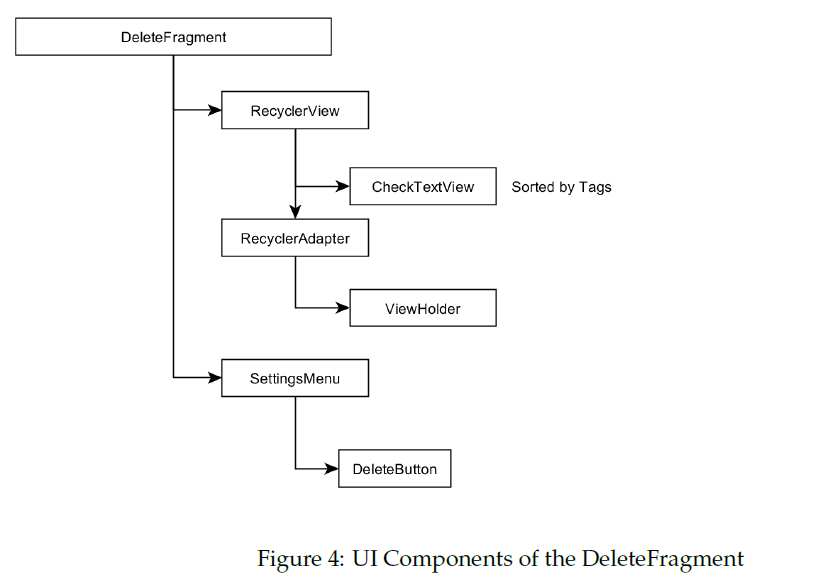 DeleteFragment
RecyclerView
CheckTextView Sorted by Tags
RecyclerAdapter
ViewHolder
SettingsMenu
DeleteButton
Figure 4: UI Components of the DeleteFragment